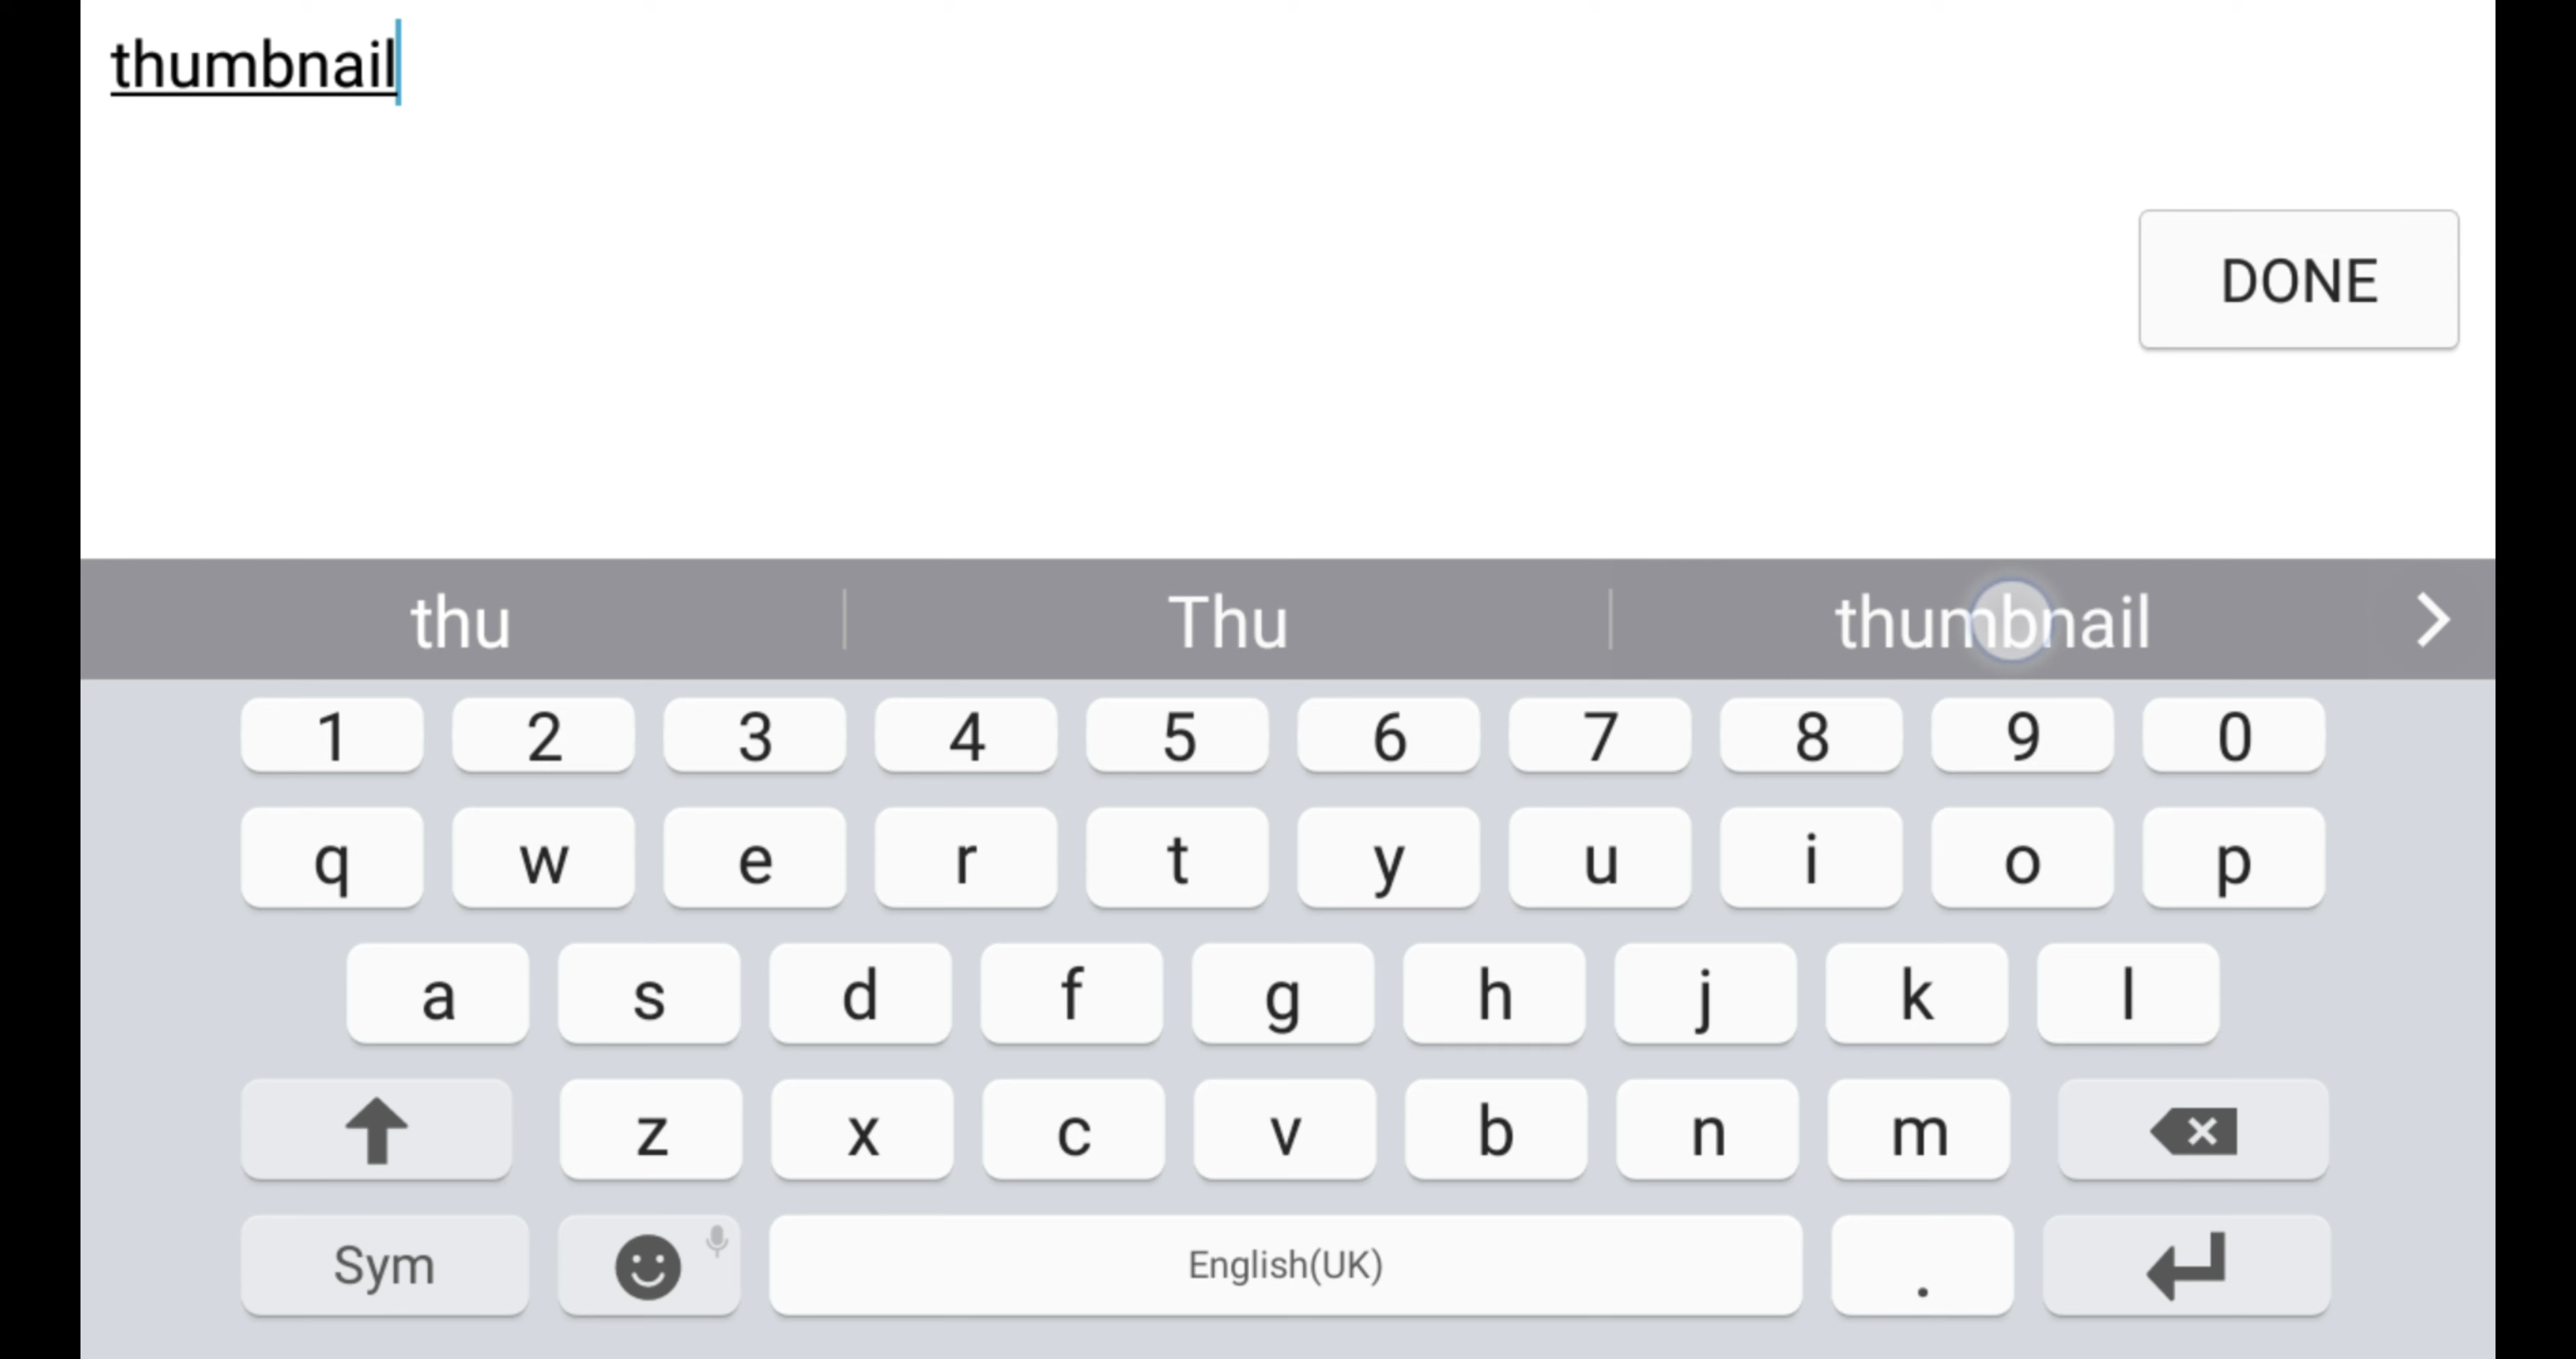 thumbnail
DONE
thu Thu thumbnail
1 2 3 4 5 6 7 8 9 0
q w e r t y u i o p
a s d f g h j k l
z x c v b n m
Sym English(UK) .